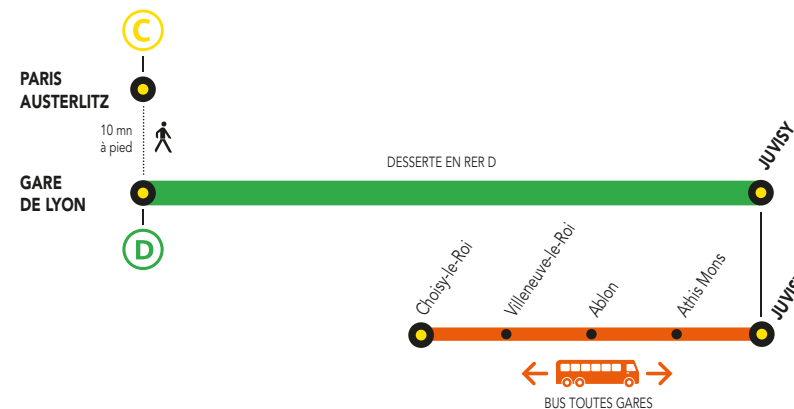 C
PARIS
AUSTERLITZ
10 mn
à pied
GARE
DE LYON
D
DESSERTE EN RER D
JUVISY
Choisy-le-Roi
Villeneuve-le-Roi
Ablon
Athis Mons
JUVISY
BUS TOUTES GARES